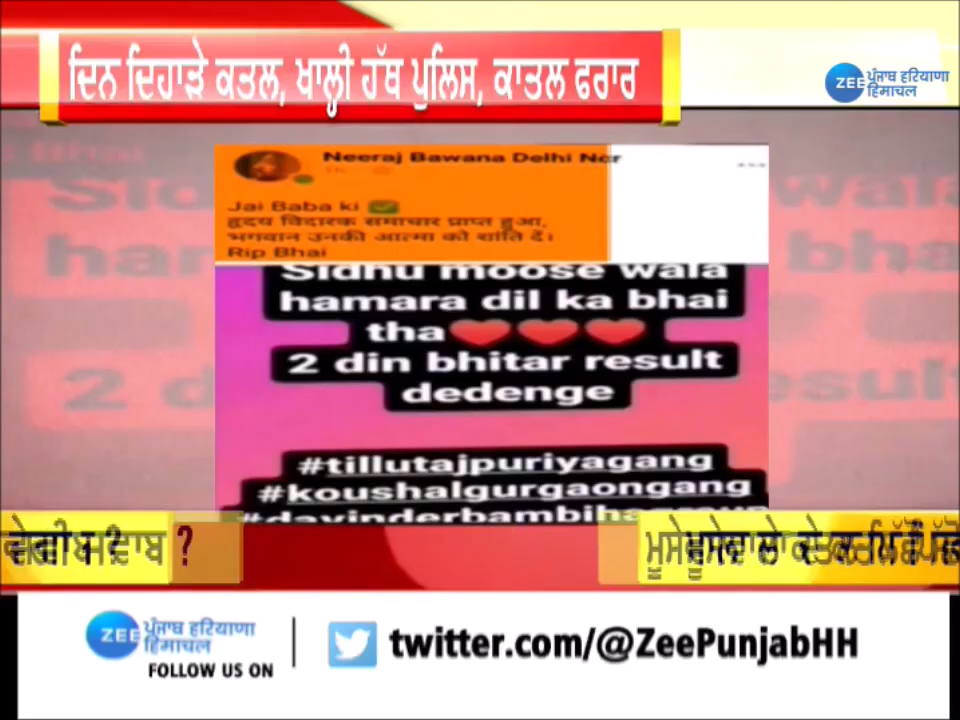 ਦਿਨ ਦਿਹਾੜੇ ਕਤਲ, ਖਾਲ੍ਹੀ ਹੱਥ ਪੁਲਿਸ, ਕਾਤਲ ਫਰਾਰ
ZEE ਪੰਜਾਬ ਹਰਿਆਣਾ
ਹਿਮਾਚਲ
Neeraj Bawana Delhi Ncr
Jai Baba ki ✅
हृदय विदारक समाचार प्राप्त हुआ,
भगवान उनकी आत्मा को शांति दें।
Rip Bhai
Sidhu moose wala
hamara dil ka bhai
tha❤❤❤
2 din bhitar result
dedenge
#tillutajpuriyagang
#koushalgurgaongang
ZEE ਪੰਜਾਬ ਹਰਿਆਣਾ
ਹਿਮਾਚਲ
FOLLOW US ON
twitter.com/@ZeePunjabHH